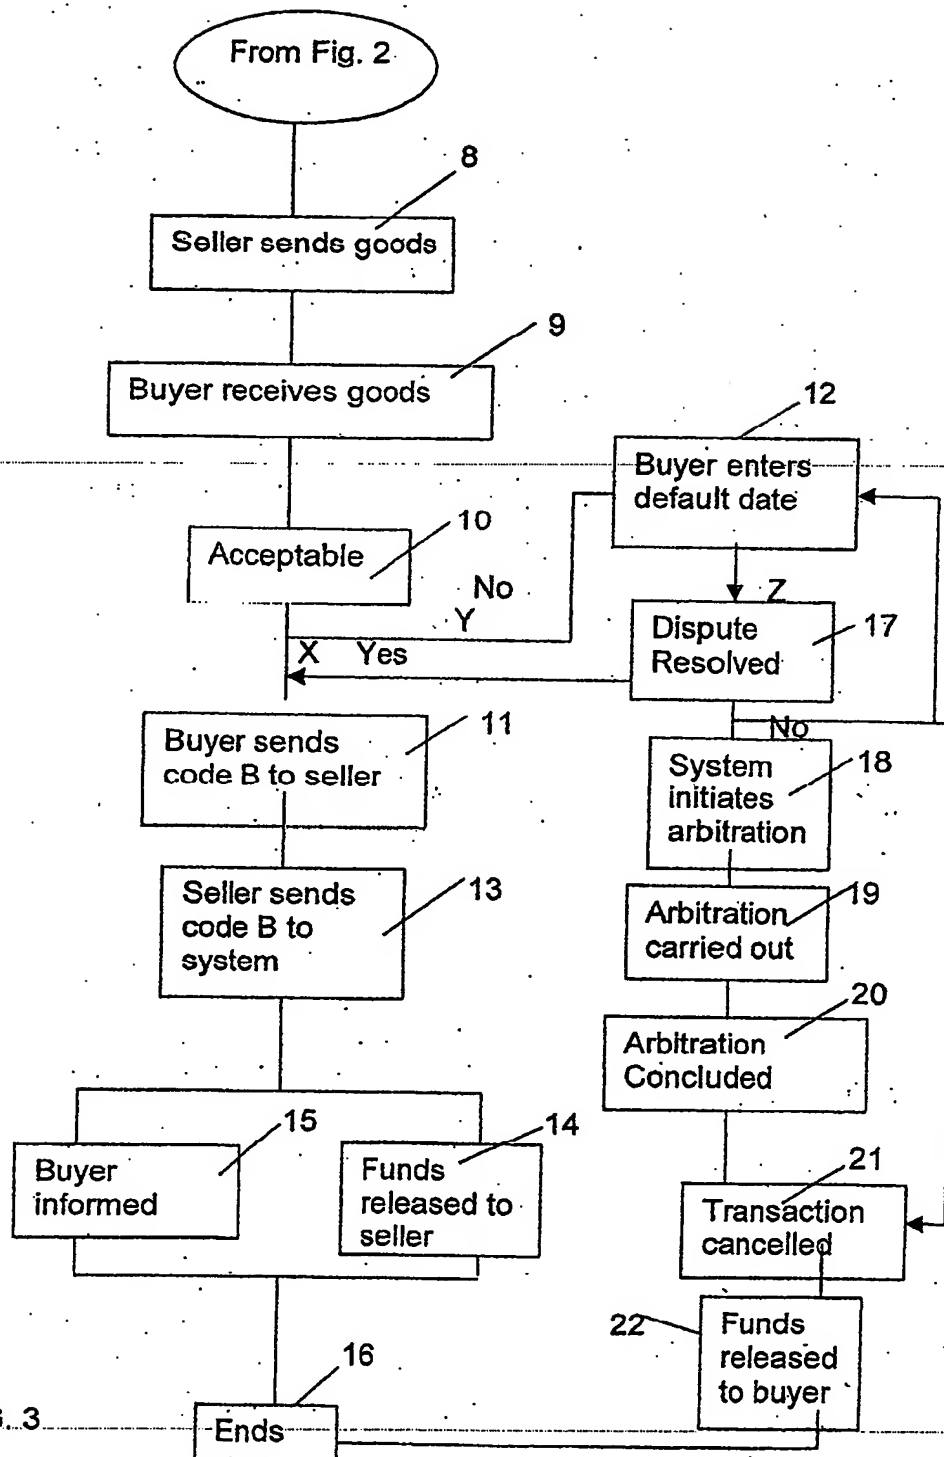 From Fig. 2
8
Seller sends goods
9
Buyer receives goods
12
Buyer enters
default date
10
Acceptable
No
Y
Z
X Yes
Dispute
Resolved
17
No
11
Buyer sends
code B to seller
System
initiates
arbitration
18
13
Seller sends
code B to
system
19
Arbitration
carried out
20
Arbitration
Concluded
15
Buyer
informed
14
Funds
released to
seller
21
Transaction
cancelled
22
Funds
released
to buyer
16
Ends
3